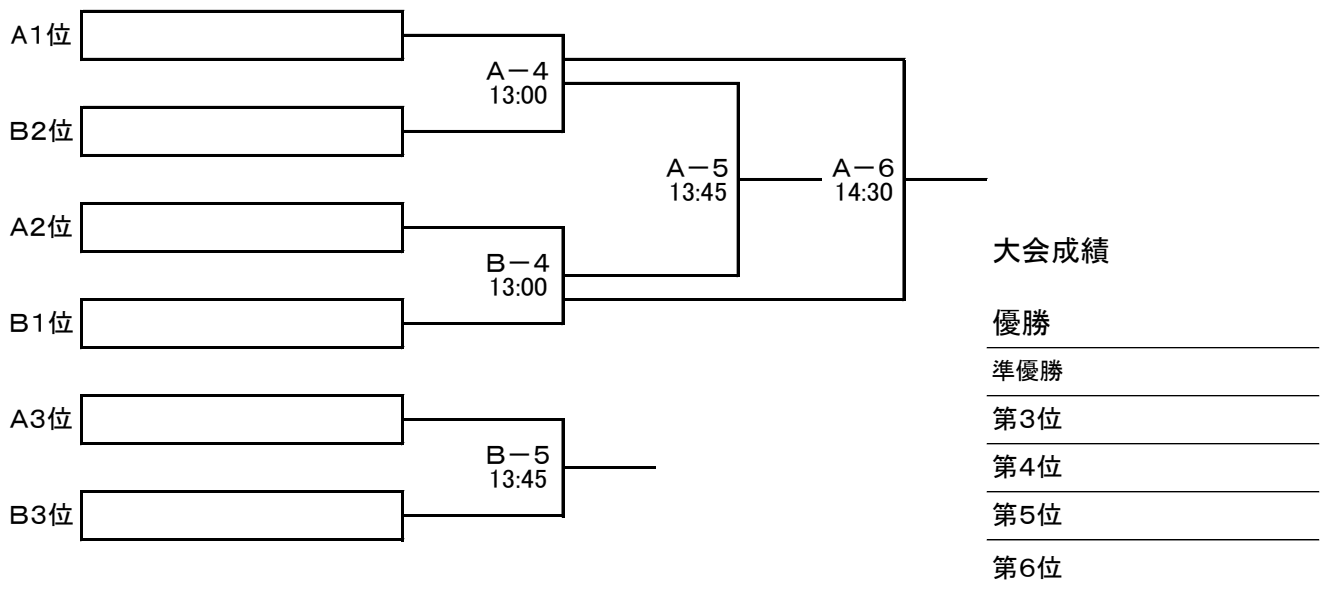 A1位
A－4
13:00
B2位
A－5
13:45
A－6
14:30
A2位
B－4
13:00
B1位
A3位
B－5
13:45
B3位
大会成績
優勝
準優勝
第3位
第4位
第5位
第6位